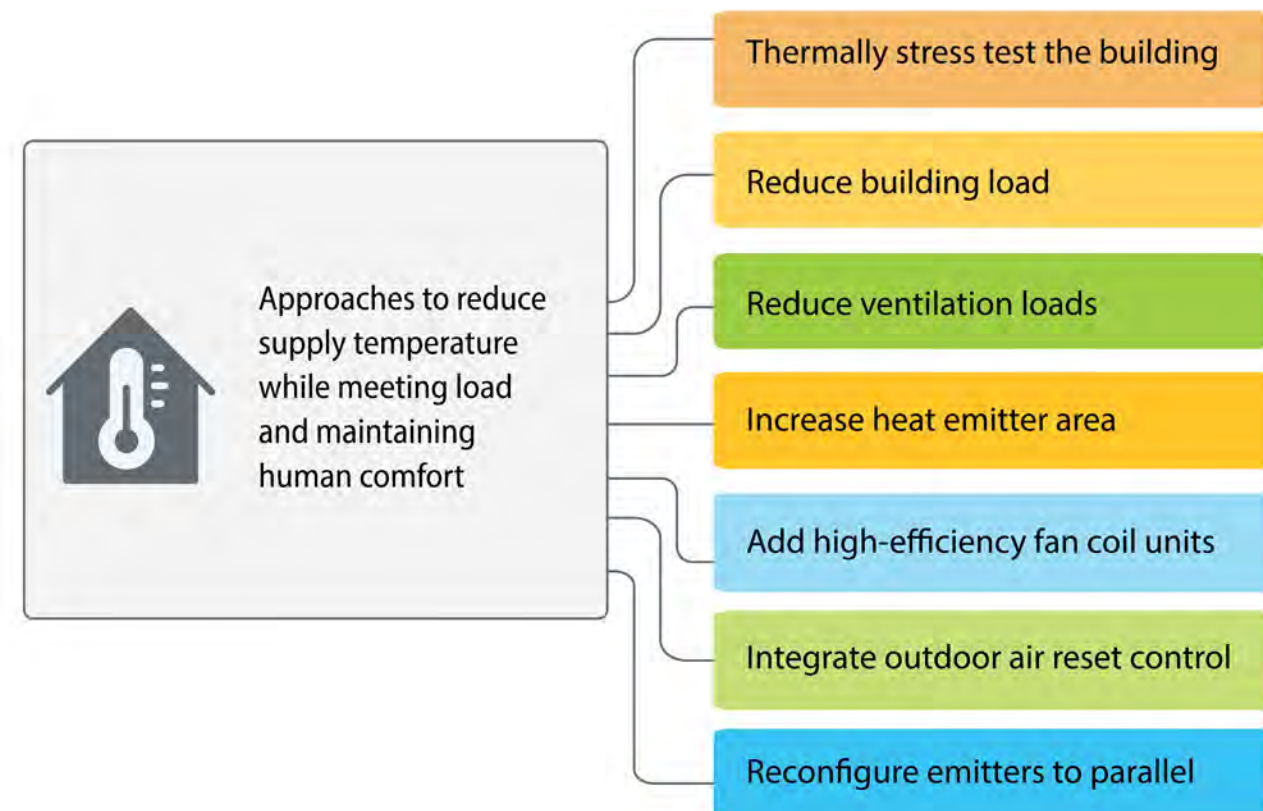 Approaches to reduce
supply temperature
while meeting load
and maintaining
human comfort
Thermally stress test the building
Reduce building load
Reduce ventilation loads
Increase heat emitter area
Add high-efficiency fan coil units
Integrate outdoor air reset control
Reconfigure emitters to parallel